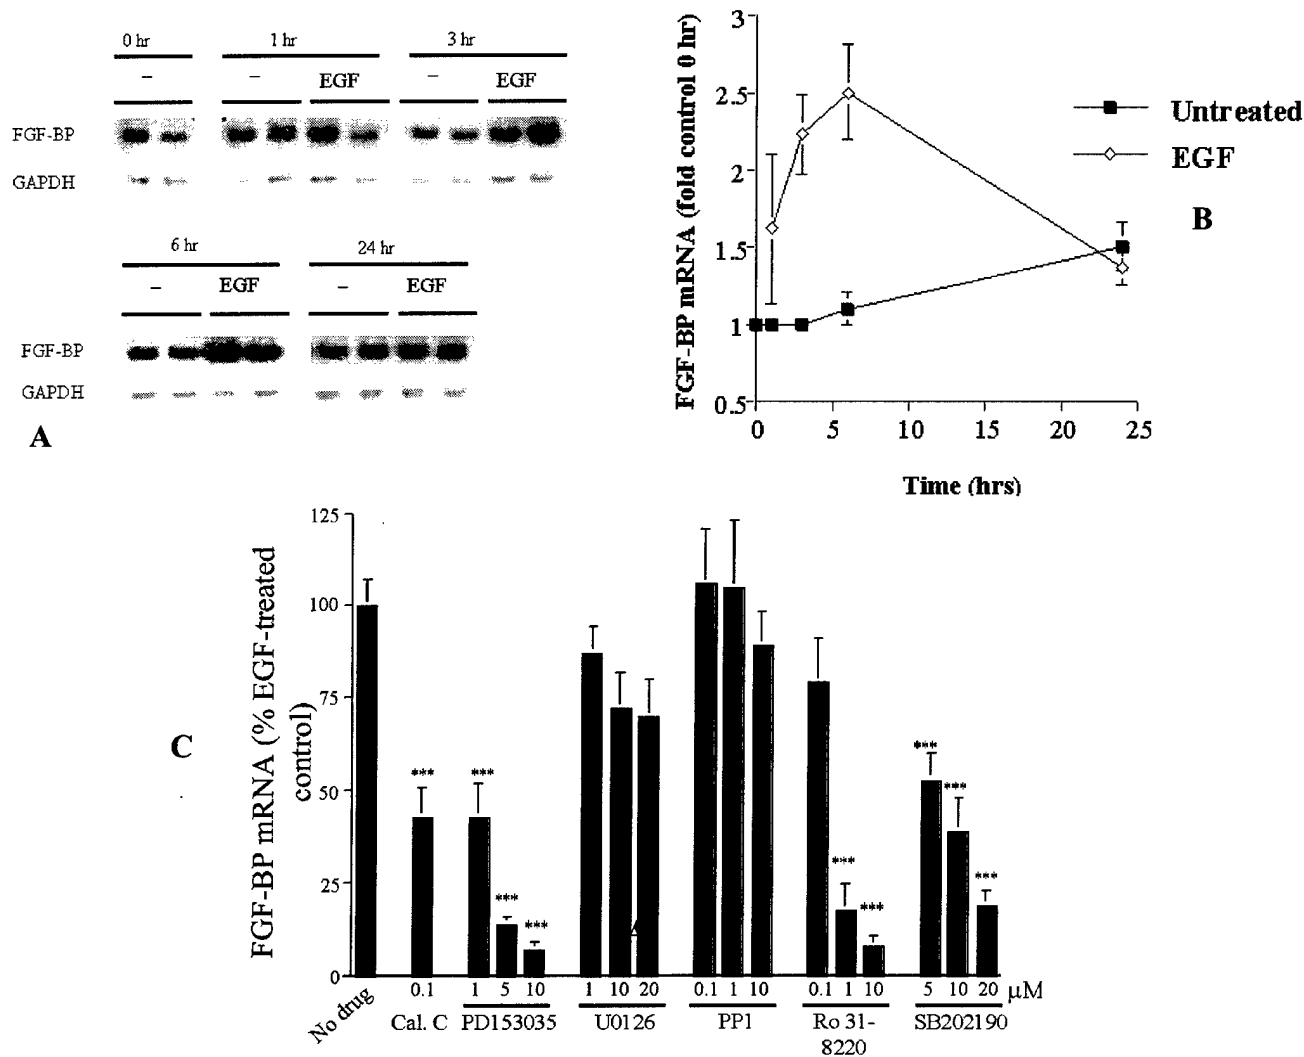 0 hr 1 hr 3 hr
– – EGF – EGF
FGF-BP
GAPDH
6 hr 24 hr
– EGF – EGF
FGF-BP
GAPDH
A
FGF-BP mRNA (fold control 0 hr)
3
2.5
2
1.5
1
0.5
0 5 10 15 20 25
Time (hrs)
Untreated
EGF
B
C
FGF-BP mRNA (% EGF-treated
control)
125
100
75
50
25
0
*** *** *** *** *** *** *** *** ***
A
No drug
0.1 1 5 10 1 10 20 0.1 1 10 0.1 1 10 5 10 20 μM
Cal. C PD153035 U0126 PP1 Ro 31- SB202190
8220